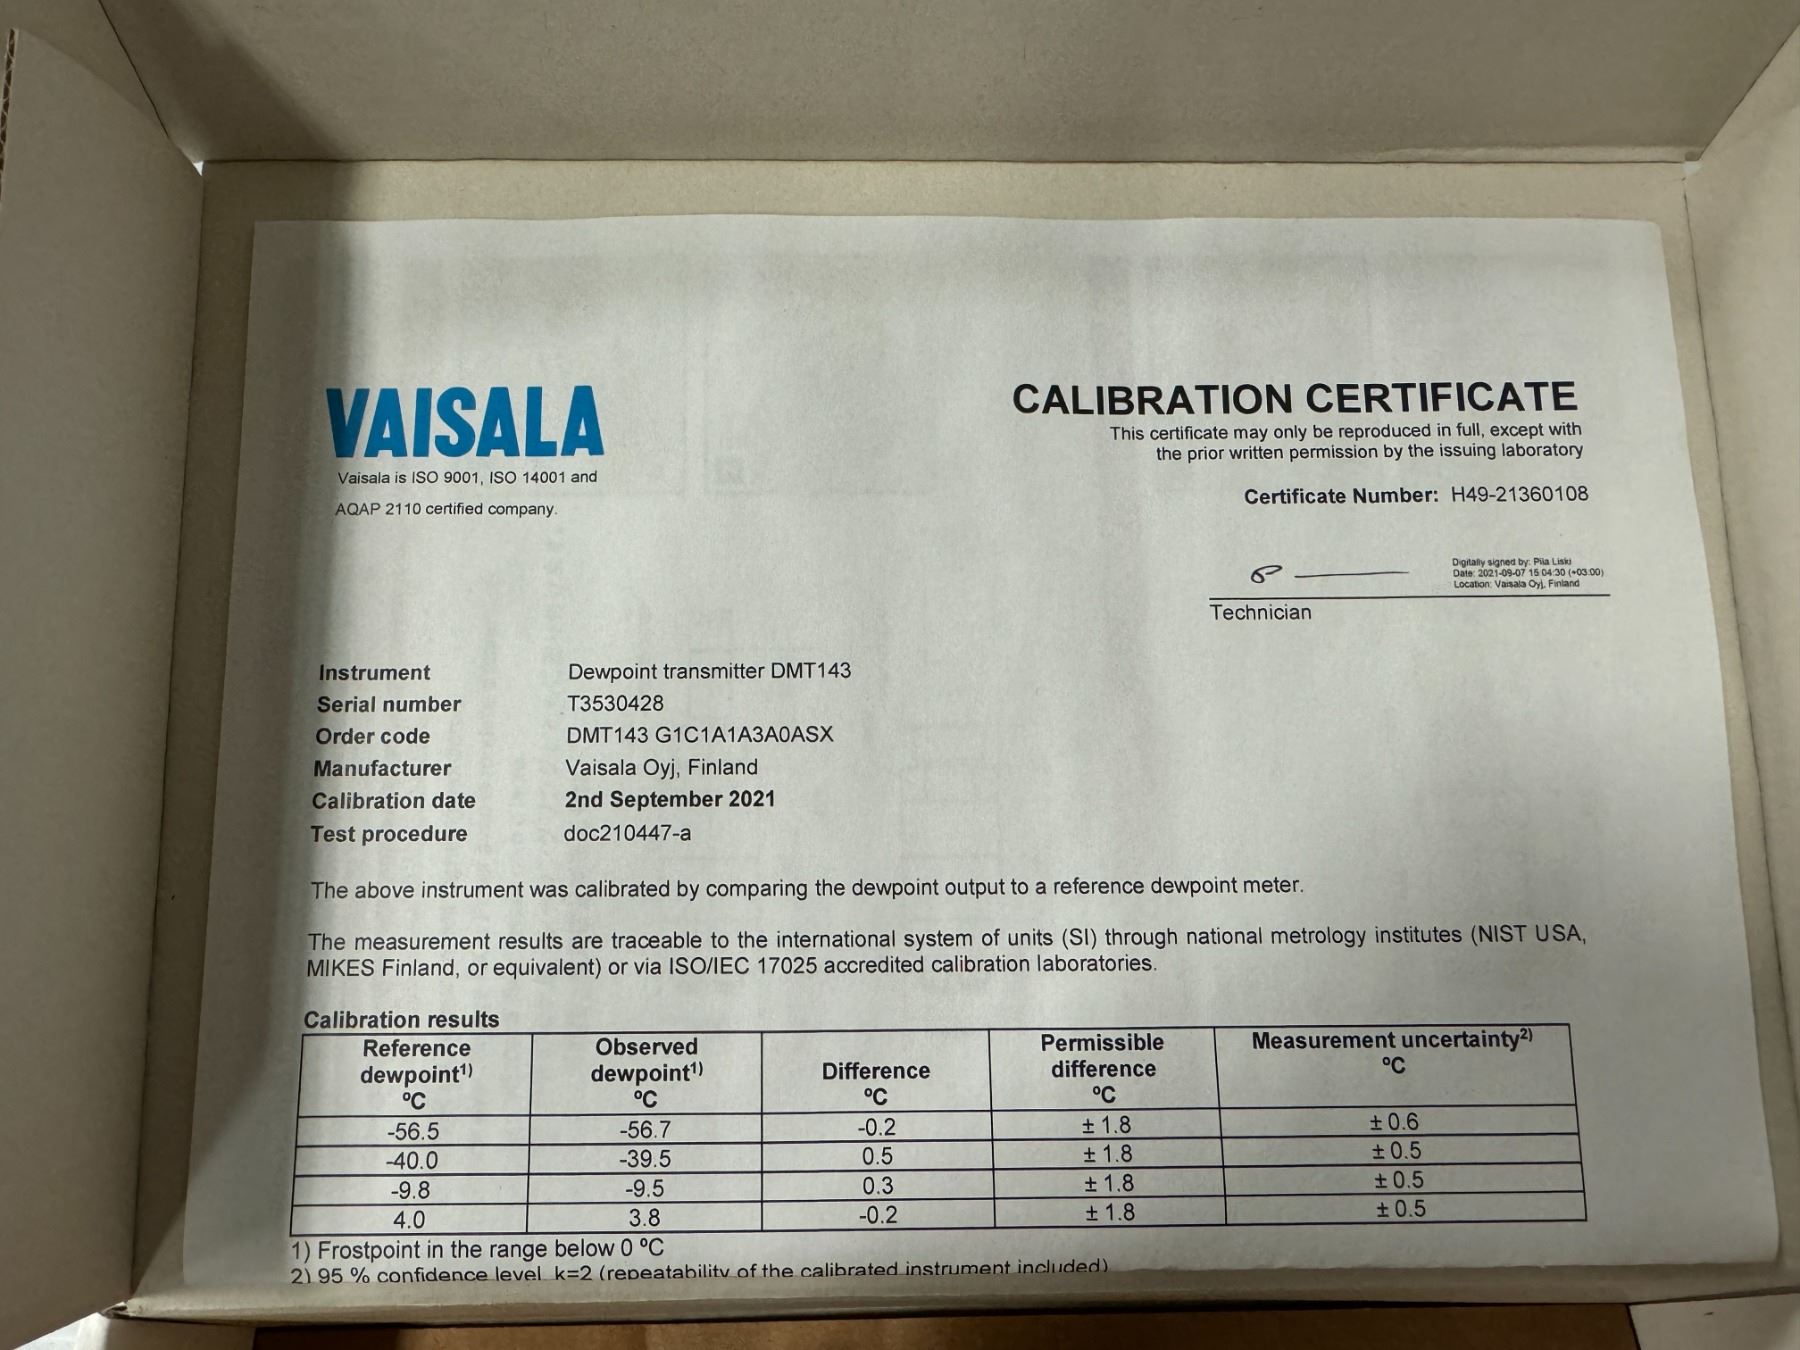 VAISALA
Vaisala is ISO 9001, ISO 14001 and
AQAP 2110 certified company.
CALIBRATION CERTIFICATE
This certificate may only be reproduced in full, except with
the prior written permission by the issuing laboratory
Certificate Number: H49-21360108
Digitally signed by: Piia Liski
Date: 2021-09-07 15:04:30 (+03:00)
Location: Vaisala Oyj, Finland
Technician
Instrument Dewpoint transmitter DMT143
Serial number T3530428
Order code DMT143 G1C1A1A3A0ASX
Manufacturer Vaisala Oyj, Finland
Calibration date 2nd September 2021
Test procedure doc210447-a
The above instrument was calibrated by comparing the dewpoint output to a reference dewpoint meter.
The measurement results are traceable to the international system of units (SI) through national metrology institutes (NIST USA,
MIKES Finland, or equivalent) or via ISO/IEC 17025 accredited calibration laboratories.
Calibration results
Reference dewpoint1) ºC Observed dewpoint1) ºC Difference ºC Permissible difference ºC Measurement uncertainty2) ºC
-56.5 -56.7 -0.2 ± 1.8 ± 0.6
-40.0 -39.5 0.5 ± 1.8 ± 0.5
-9.8 -9.5 0.3 ± 1.8 ± 0.5
4.0 3.8 -0.2 ± 1.8 ± 0.5
1) Frostpoint in the range below 0 ºC
2) 95 % confidence level k=2 (repeatability of the calibrated instrument included)